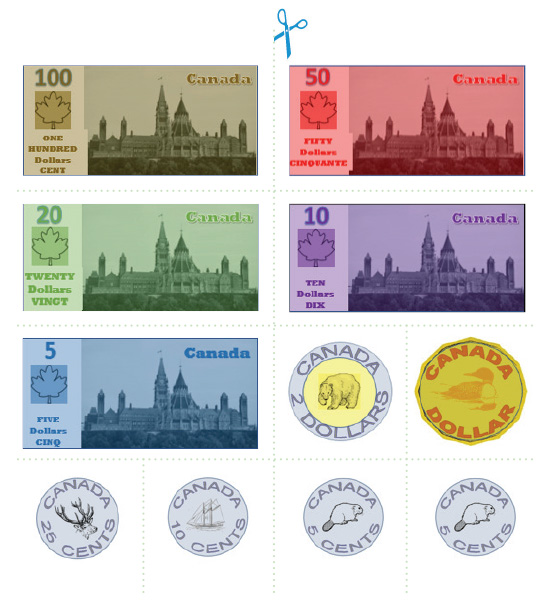 100
Canada
ONE
HUNDRED
Dollars
CENT
50
Canada
FIFTY
Dollars
CINQUANTE
20
Canada
TWENTY
Dollars
VINGT
10
Canada
TEN
Dollars
DIX
5
Canada
FIVE
Dollars
CINQ
CANADA
2 DOLLARS
CANADA
DOLLAR
CANADA
25 CENTS
CANADA
10 CENTS
CANADA
5 CENTS
CANADA
5 CENTS